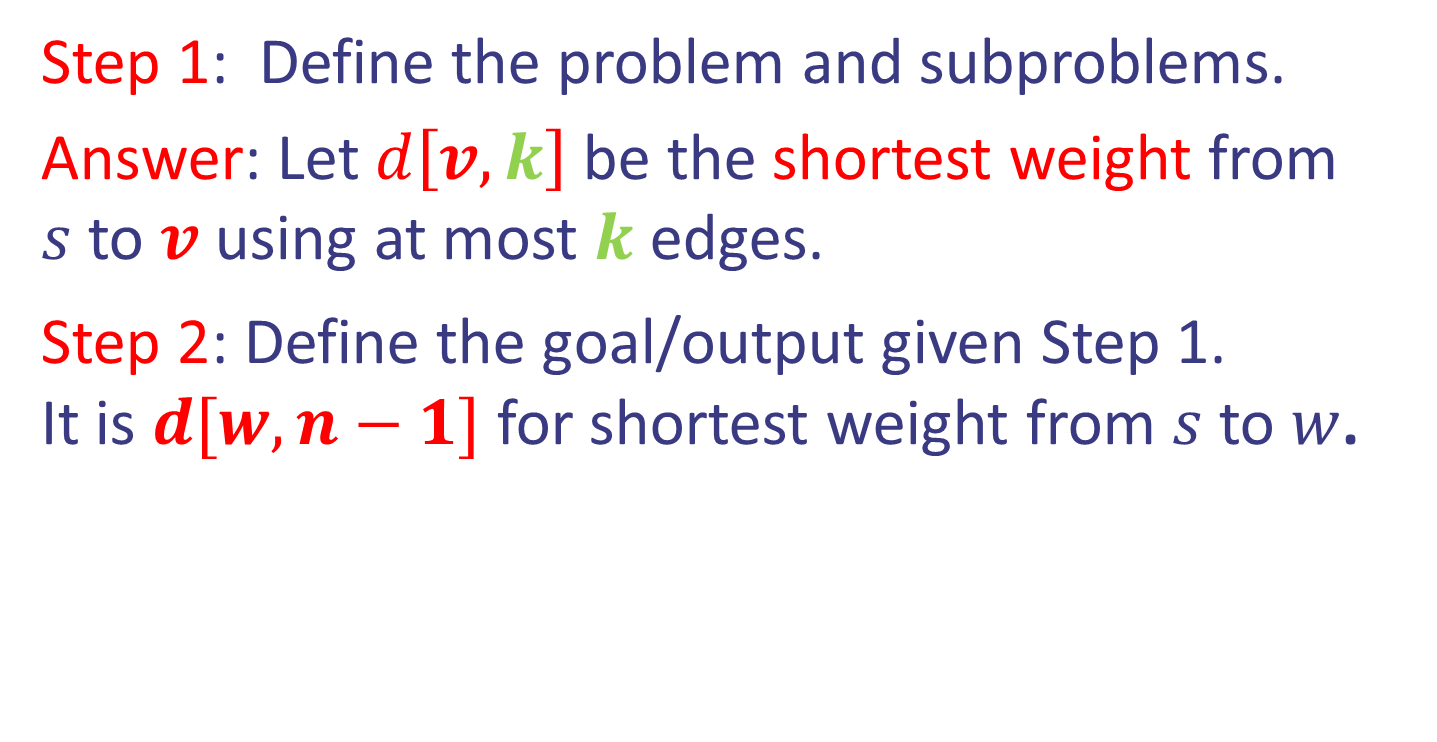 Step 1:  Define the problem and subproblems.
Answer: Let d[v, k] be the shortest weight from
s to v using at most k edges.
Step 2: Define the goal/output given Step 1.
It is d[w, n − 1] for shortest weight from s to w.